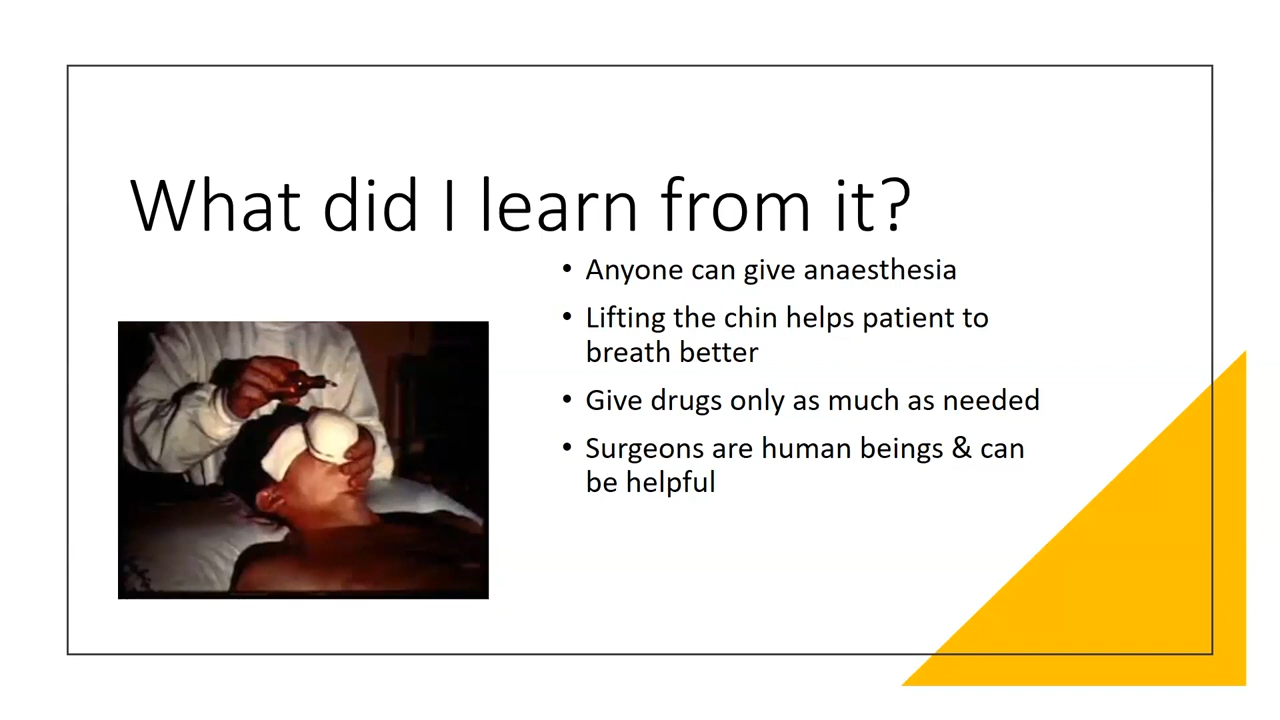 What did I learn from it?
• Anyone can give anaesthesia
• Lifting the chin helps patient to
breath better
• Give drugs only as much as needed
• Surgeons are human beings & can
be helpful